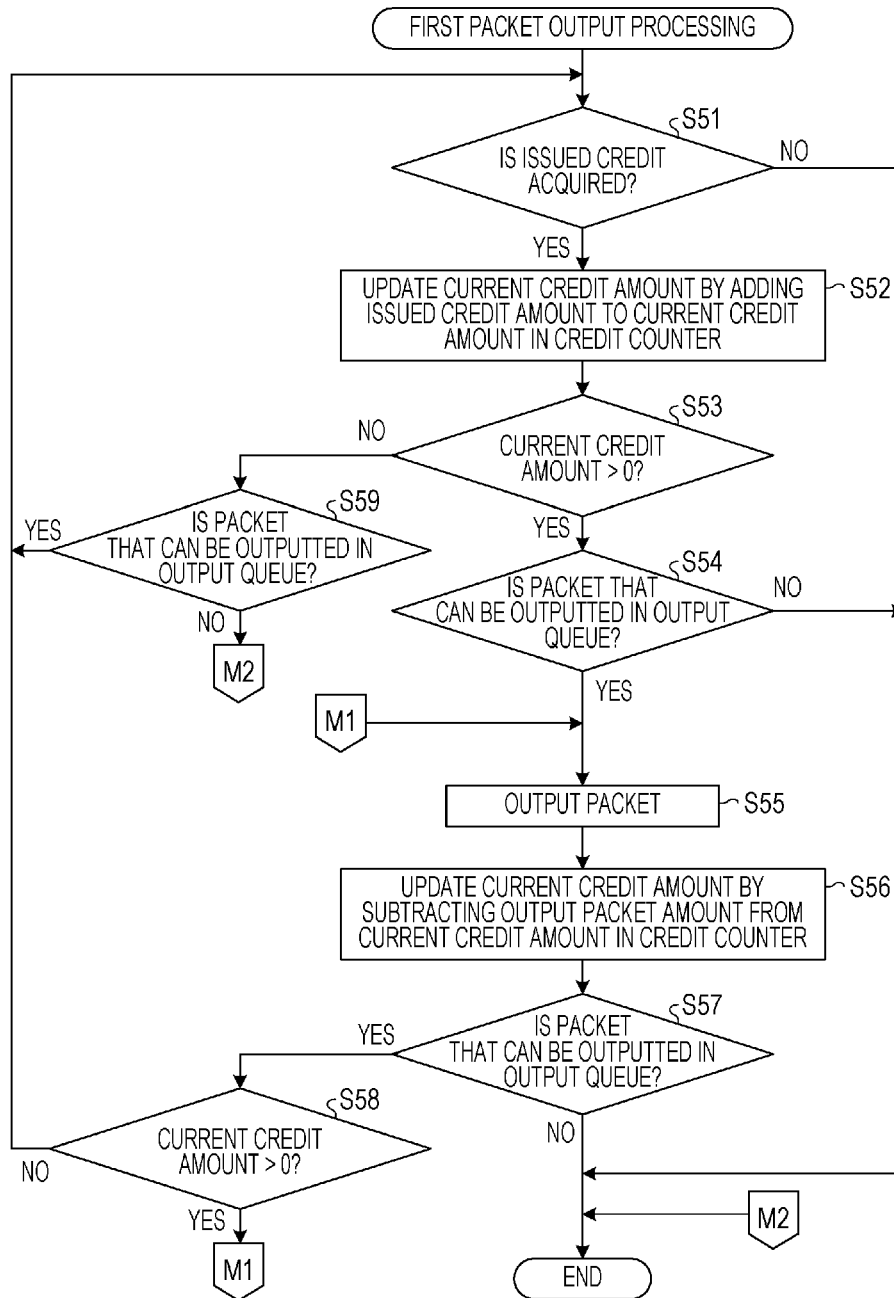 FIRST PACKET OUTPUT PROCESSING
S51
IS ISSUED CREDIT
ACQUIRED?
NO
YES
UPDATE CURRENT CREDIT AMOUNT BY ADDING
ISSUED CREDIT AMOUNT TO CURRENT CREDIT
AMOUNT IN CREDIT COUNTER
S52
S53
CURRENT CREDIT
AMOUNT > 0?
NO
YES
S59
IS PACKET
THAT CAN BE OUTPUTTED IN
OUTPUT QUEUE?
YES
NO
M2
S54
IS PACKET THAT
CAN BE OUTPUTTED IN OUTPUT
QUEUE?
NO
YES
M1
OUTPUT PACKET
S55
UPDATE CURRENT CREDIT AMOUNT BY
SUBTRACTING OUTPUT PACKET AMOUNT FROM
CURRENT CREDIT AMOUNT IN CREDIT COUNTER
S56
S57
IS PACKET
THAT CAN BE OUTPUTTED IN
OUTPUT QUEUE?
YES
NO
S58
CURRENT CREDIT
AMOUNT > 0?
NO
YES
M1
M2
END